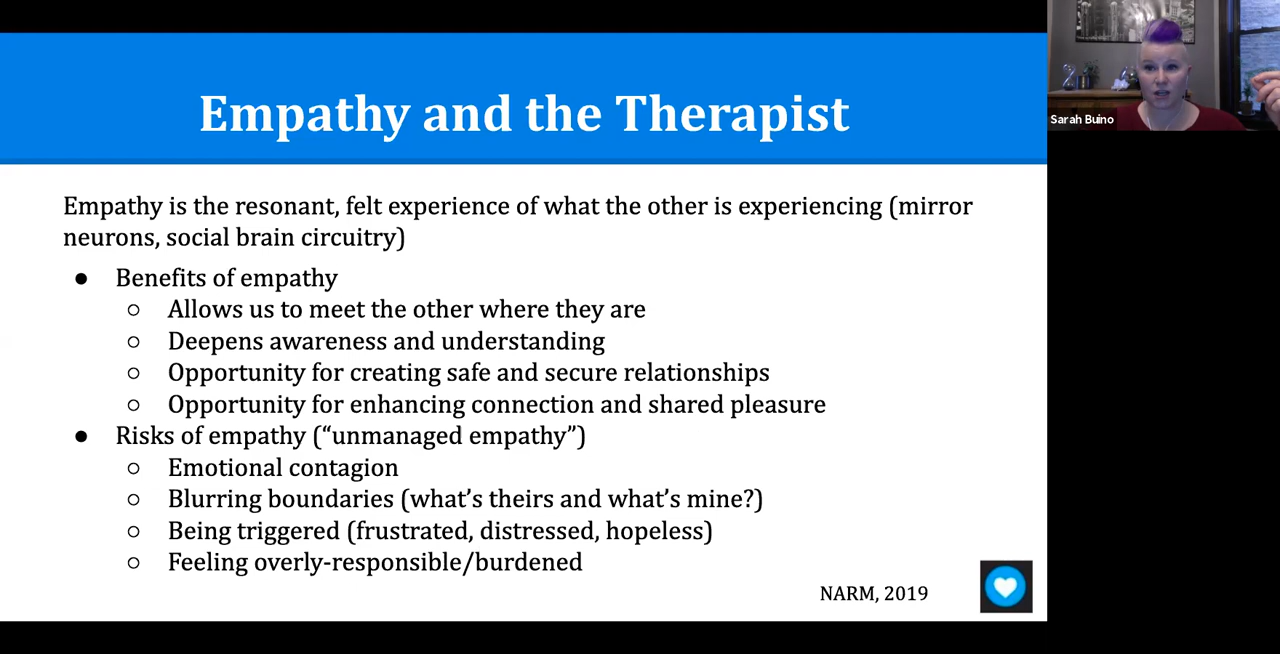 Empathy and the Therapist
Sarah Buino
Empathy is the resonant, felt experience of what the other is experiencing (mirror
neurons, social brain circuitry)
● Benefits of empathy
○ Allows us to meet the other where they are
○ Deepens awareness and understanding
○ Opportunity for creating safe and secure relationships
○ Opportunity for enhancing connection and shared pleasure
● Risks of empathy (“unmanaged empathy”)
○ Emotional contagion
○ Blurring boundaries (what’s theirs and what’s mine?)
○ Being triggered (frustrated, distressed, hopeless)
○ Feeling overly-responsible/burdened
NARM, 2019